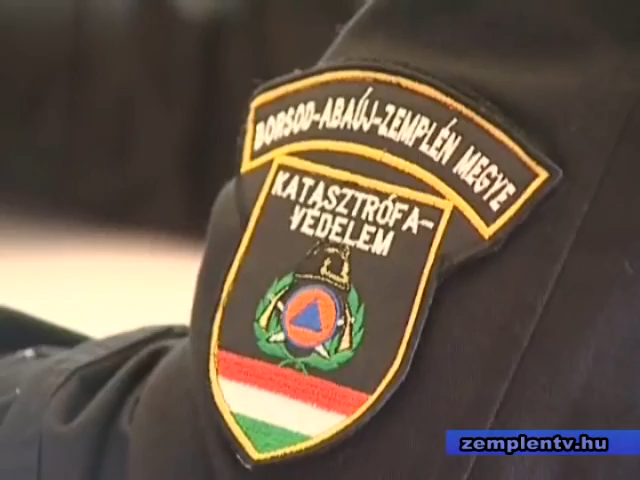 BORSOD-ABAÚJ-ZEMPLÉN MEGYE
KATASZTRÓFA-
VÉDELEM
zemplentv.hu